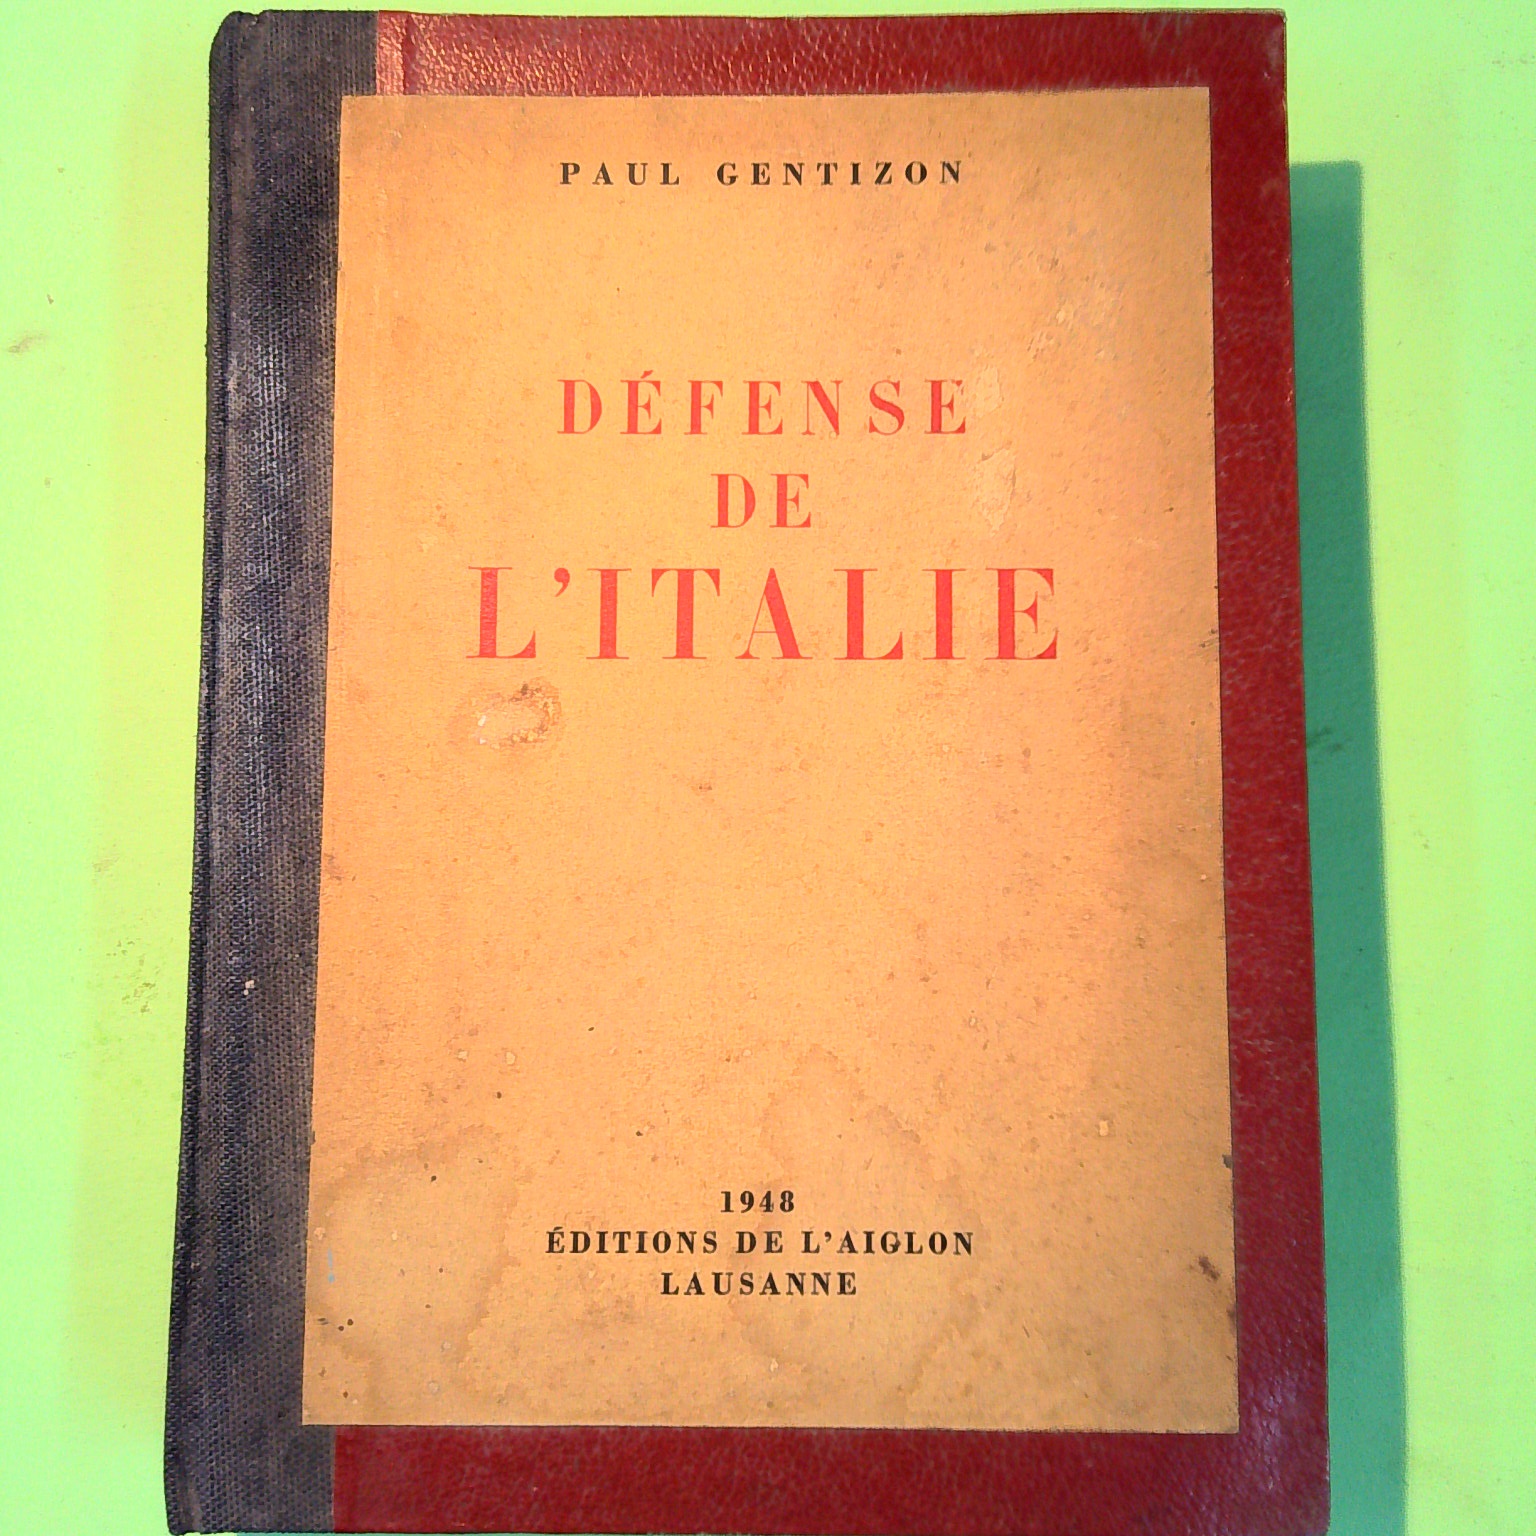 PAUL GENTIZON
DÉFENSE
DE
L'ITALIE
1948
ÉDITIONS DE L'AIGLON
LAUSANNE